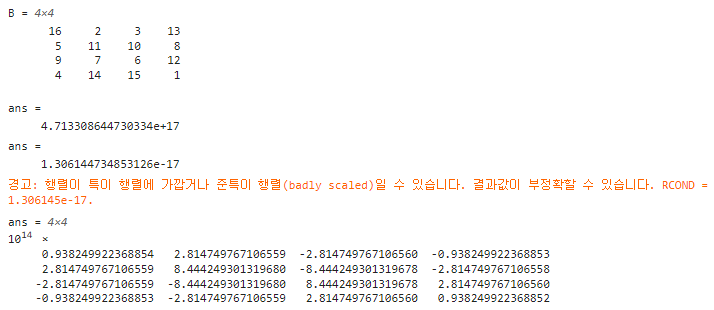 B = 4×4
16 2 3 13
5 11 10 8
9 7 6 12
4 14 15 1
ans =
4.713308644730334e+17
ans =
1.306144734853126e-17
경고: 행렬이 특이 행렬에 가깝거나 준특이 행렬(badly scaled)일 수 있습니다. 결과값이 부정확할 수 있습니다. RCOND =
1.306145e-17.
ans = 4×4
10^14 ×
0.938249922368854 2.814749767106559 -2.814749767106560 -0.938249922368853
2.814749767106559 8.444249301319680 -8.444249301319678 -2.814749767106558
-2.814749767106559 -8.444249301319680 8.444249301319678 2.814749767106560
-0.938249922368853 -2.814749767106559 2.814749767106560 0.938249922368852